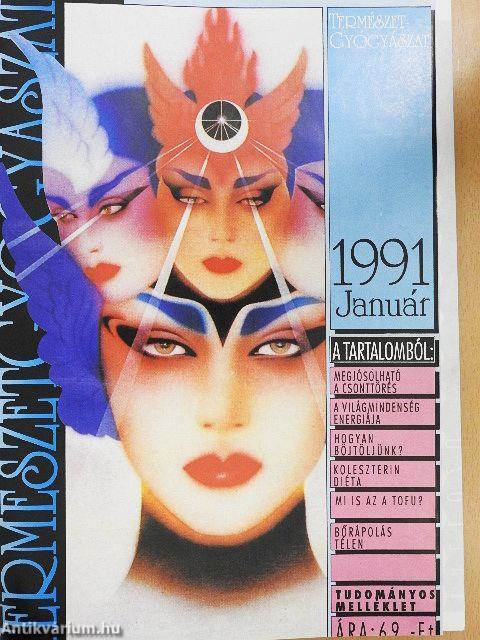 ERMÉSZETGYÓGYÁSZAT
TERMÉSZET-
GYÓGYÁSZAT
1991
Január
A TARTALOMBÓL:
MEGJÓSOLHATÓ
A CSONTTÖRÉS
A VILÁGMINDENSÉG
ENERGIÁJA
HOGYAN
BÖJTÖLJÜNK?
KOLESZTERIN
DIÉTA
MI IS AZ A TOFU?
BŐRÁPOLÁS
TÉLEN
TUDOMÁNYOS
MELLÉKLET
ÁRA: 69,-Ft
Antikvarium.hu